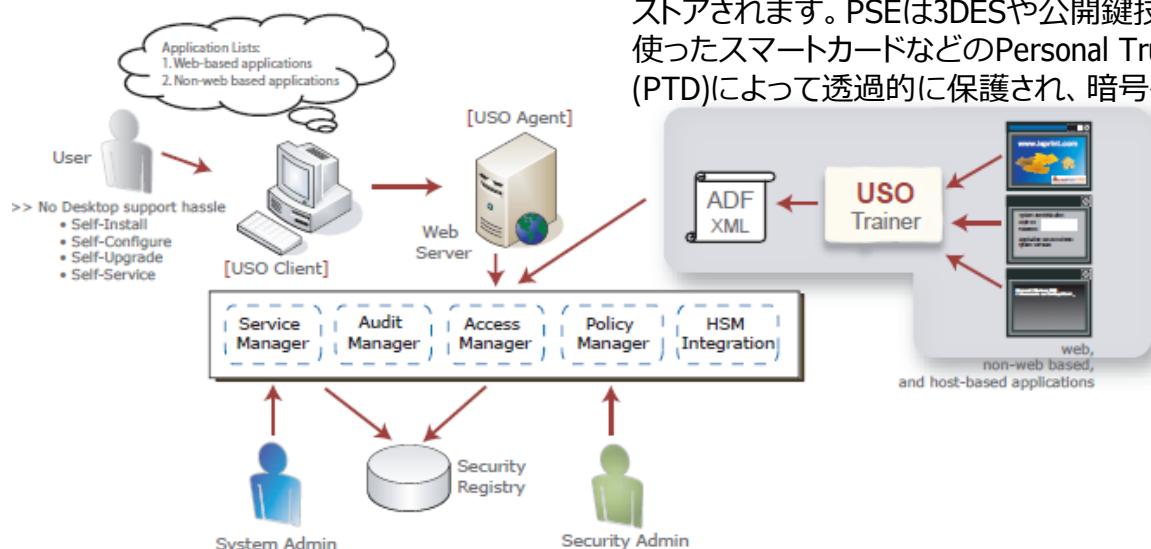 ストアされます。PSEは3DESや公開鍵技
使ったスマートカードなどのPersonal Tru
(PTD)によって透過的に保護され、暗号
Application Lists:
1. Web-based applications
2. Non-web based applications
User
>> No Desktop support hassle
• Self-Install
• Self-Configure
• Self-Upgrade
• Self-Service
[USO Client]
[USO Agent]
Web
Server
ADF
XML
USO
Trainer
web,
non-web based,
and host-based applications
Service
Manager
Audit
Manager
Access
Manager
Policy
Manager
HSM
Integration
Security
Registry
System Admin
Security Admin